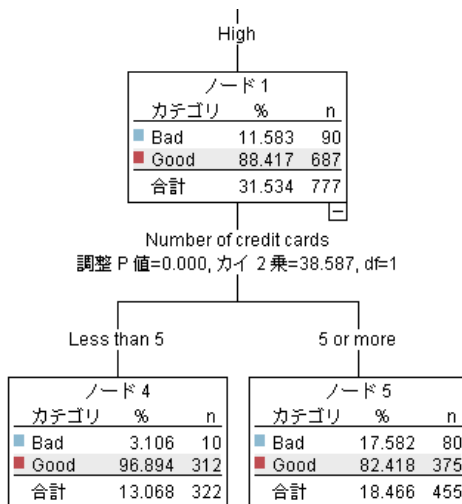 High
ノード 1
カテゴリ % n
Bad 11.583 90
Good 88.417 687
合計 31.534 777
Number of credit cards
調整 P 値=0.000, カイ 2 乗=38.587, df=1
Less than 5
5 or more
ノード 4
カテゴリ % n
Bad 3.106 10
Good 96.894 312
合計 13.068 322
ノード 5
カテゴリ % n
Bad 17.582 80
Good 82.418 375
合計 18.466 455